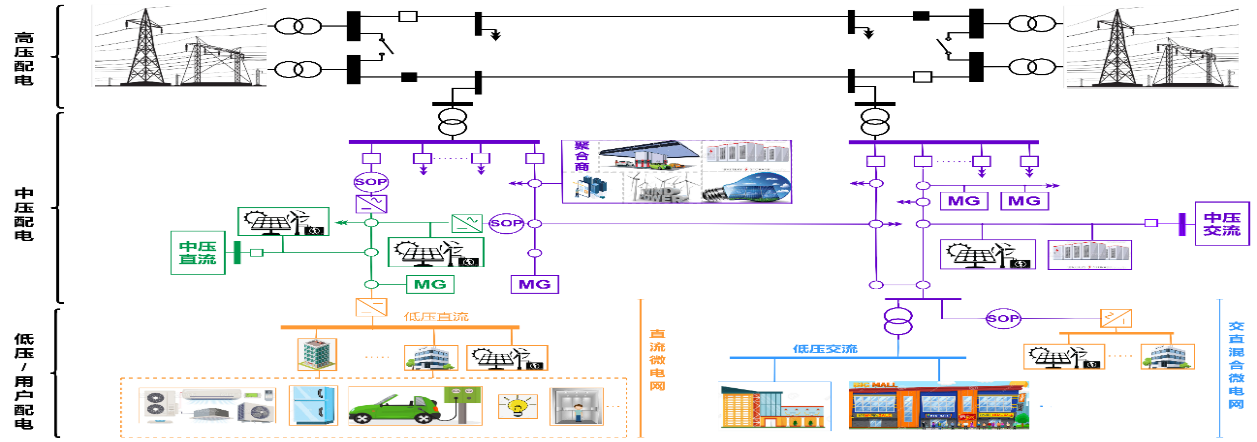 高压配电
聚合商
SOP
中压配电
MG
MG
SOP
中压直流
中压交流
MG
MG
低压直流
SOP
直流微电网
低压交流
交直混合微电网
低压/用户配电
MALL